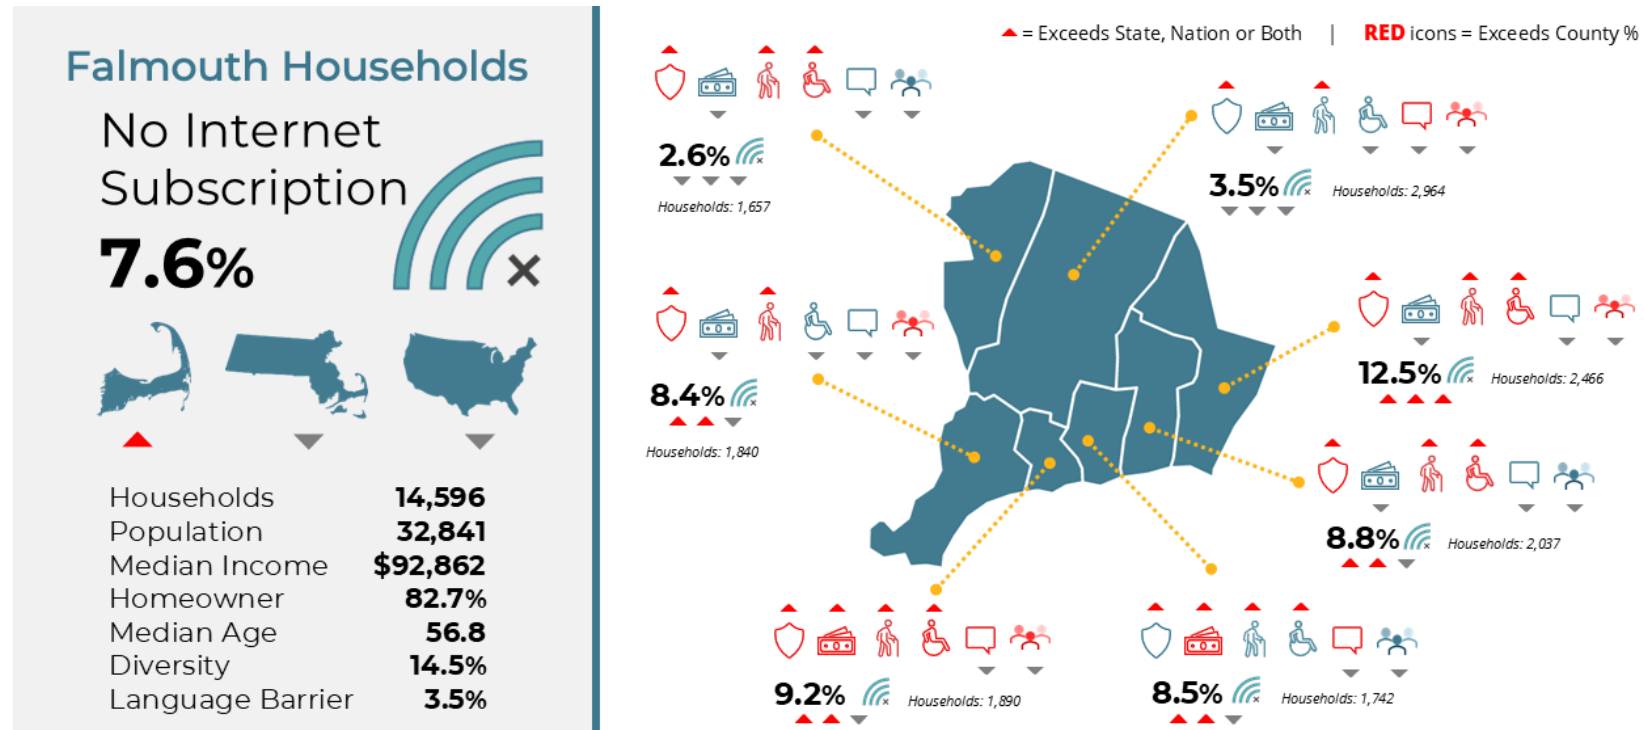 Falmouth Households
No Internet
Subscription
7.6%
Households 14,596
Population 32,841
Median Income $92,862
Homeowner 82.7%
Median Age 56.8
Diversity 14.5%
Language Barrier 3.5%
= Exceeds State, Nation or Both | RED icons = Exceeds County %
2.6%
Households: 1,657
3.5%
Households: 2,964
8.4%
Households: 1,840
12.5%
Households: 2,466
8.8%
Households: 2,037
9.2%
Households: 1,890
8.5%
Households: 1,742